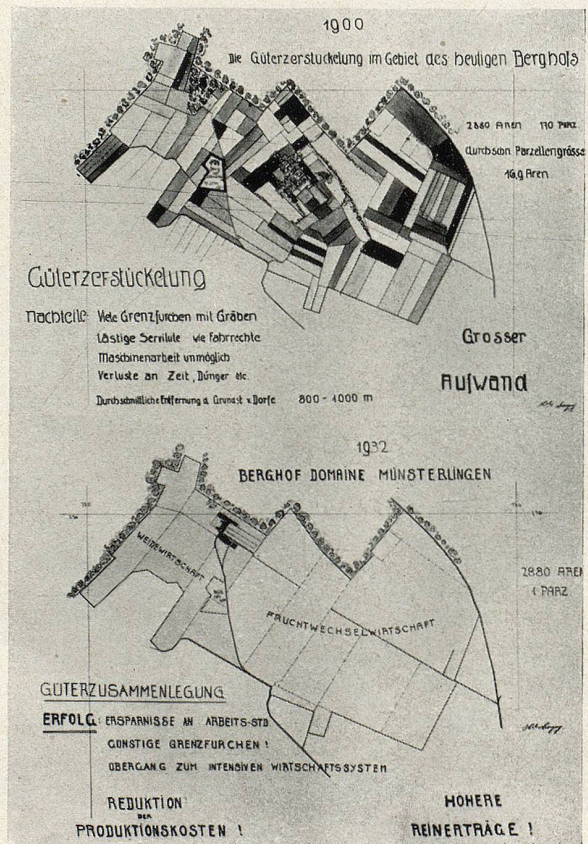 1900
Die Güterzerstückelung im Gebiet des heutigen Berghofs
2880 Aren 170 Parz
durchschn Parzellengrösse
16,9 Aren
Güterzerstückelung
Nachteile: Viele Grenzfurchen mit Gräben
Lästige Servitute wie Fahrrechte
Maschinenarbeit unmöglich
Verluste an Zeit, Dünger etc.
Durchschnittliche Entfernung d. Grundst v. Dorfe 800 - 1000 m
Grosser
Aufwand
1932
BERGHOF DOMAINE MÜNSTERLINGEN
WEIDEWIRTSCHAFT
2880 AREN
1 PARZ.
FRUCHTWECHSELWIRTSCHAFT
GÜTERZUSAMMENLEGUNG
ERFOLG: ERSPARNISSE AN ARBEITS-STD
GÜNSTIGE GRENZFURCHEN!
ÜBERGANG ZUM INTENSIVEN WIRTSCHAFTSSYSTEM
REDUKTION
DER
PRODUKTIONSKOSTEN !
HÖHERE
REINERTRÄGE !